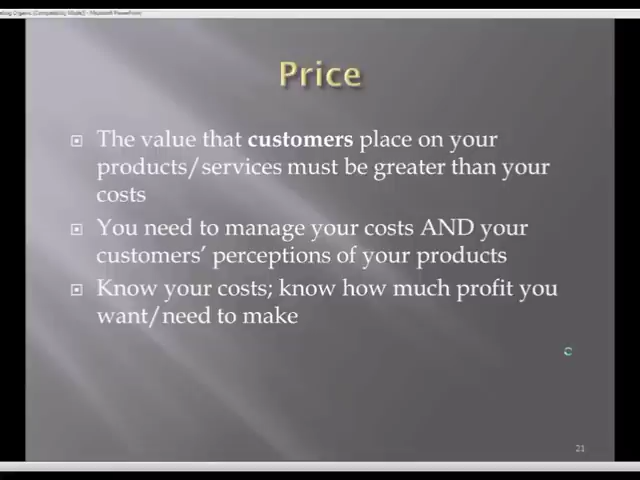 Price
The value that customers place on your
products/services must be greater than your
costs
You need to manage your costs AND your
customers' perceptions of your products
Know your costs; know how much profit you
want/need to make
21